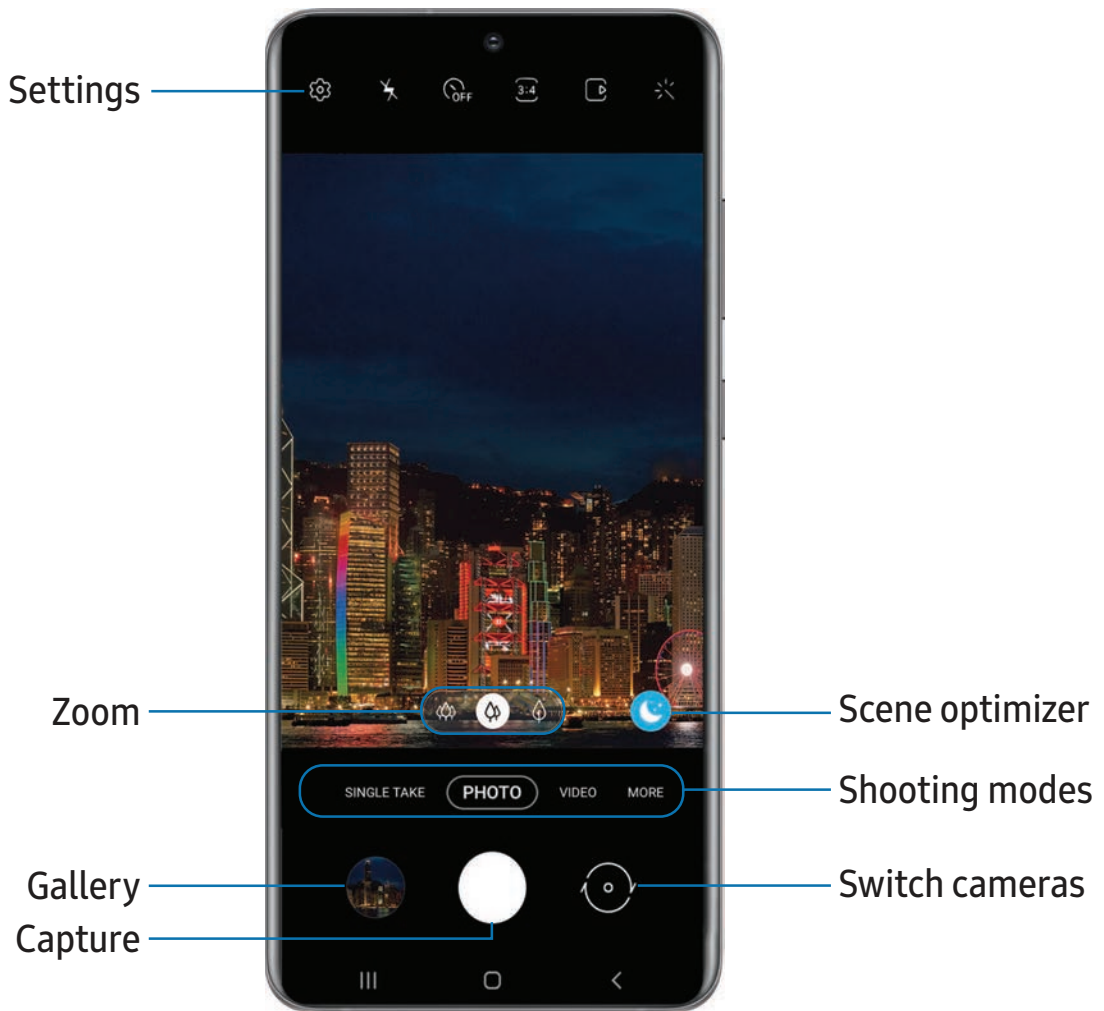 Settings
OFF
3:4
Zoom
Scene optimizer
SINGLE TAKE PHOTO VIDEO MORE
Shooting modes
Gallery
Switch cameras
Capture